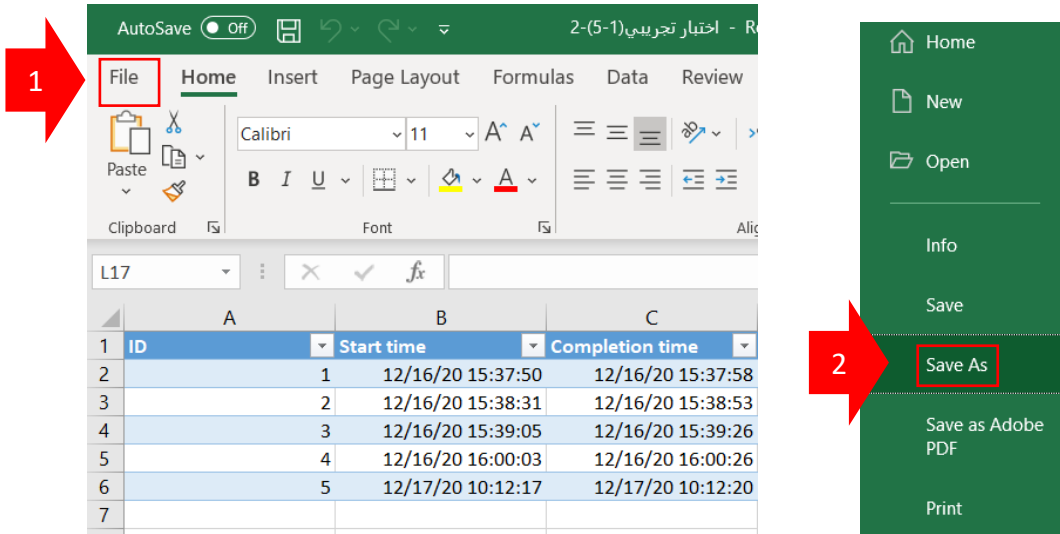 AutoSave Off 2-(5-1)اختبار تجريبي - R
1
File Home Insert Page Layout Formulas Data Review
Calibri 11 A^ Aˇ
Paste
B I U A
Clipboard Font
L17 fx
A B C
1 ID Start time Completion time
2 1 12/16/20 15:37:50 12/16/20 15:37:58
3 2 12/16/20 15:38:31 12/16/20 15:38:53
4 3 12/16/20 15:39:05 12/16/20 15:39:26
5 4 12/16/20 16:00:03 12/16/20 16:00:26
6 5 12/17/20 10:12:17 12/17/20 10:12:20
7
Home
New
Open
Info
Save
2
Save As
Save as Adobe
PDF
Print